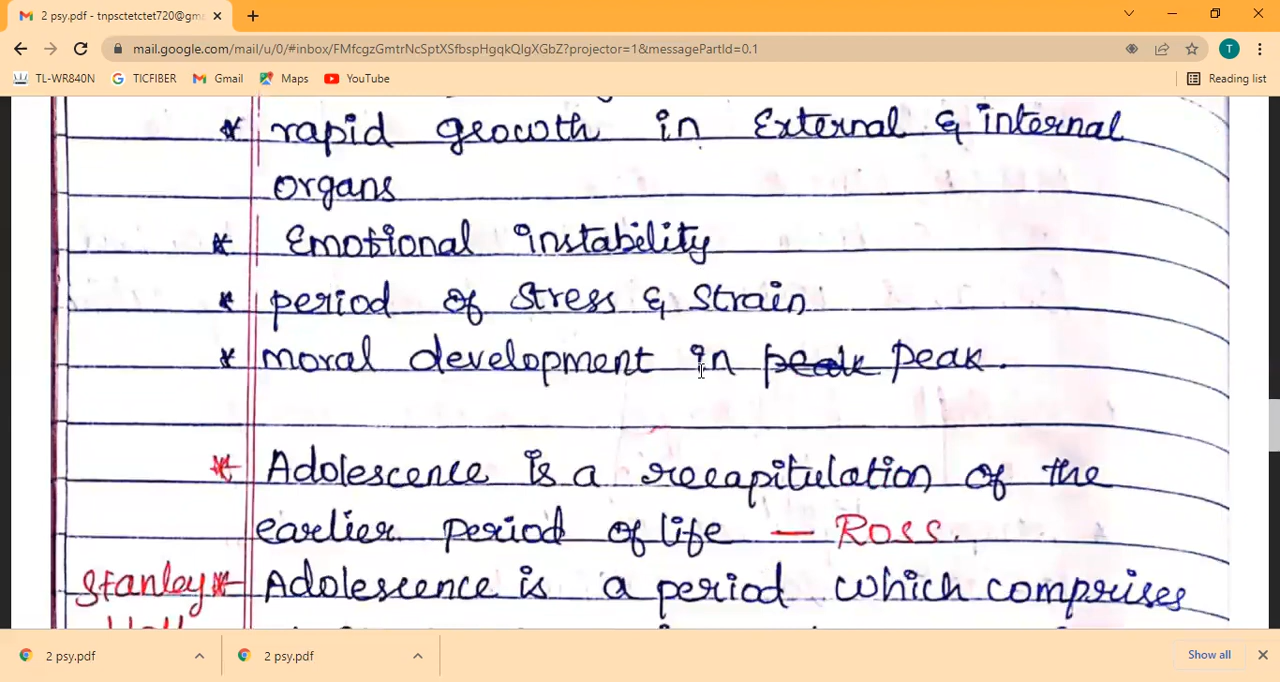 2 psy.pdf - tnpsctetctet720@gm
mail.google.com/mail/u/0/#inbox/FMfcgzGmtrNcSptXSfbspHgqkQlgXGbZ?projector=1&messagePartId=0.1
T
TL-WR840N TICFIBER Gmail Maps YouTube Reading list
* rapid growth in External & internal
organs
* Emotional instability
* period of stress & strain
* moral development in peak peak.
* Adolescence is a recapitulation of the
earlier period of life — Ross.
Stanley * Adolescence is a period which comprises
2 psy.pdf 2 psy.pdf Show all